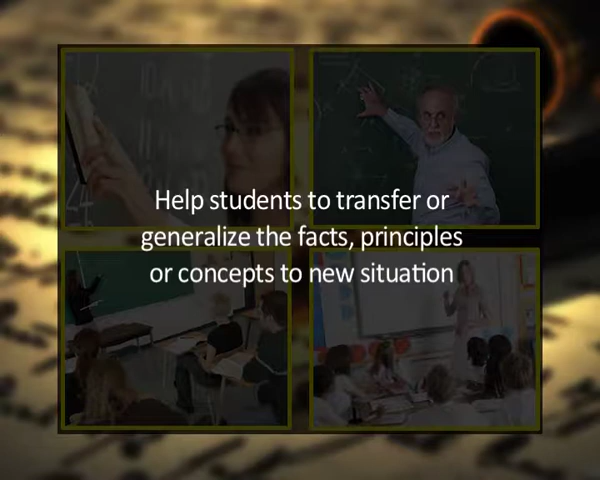 Help students to transfer or
generalize the facts, principles
or concepts to new situation